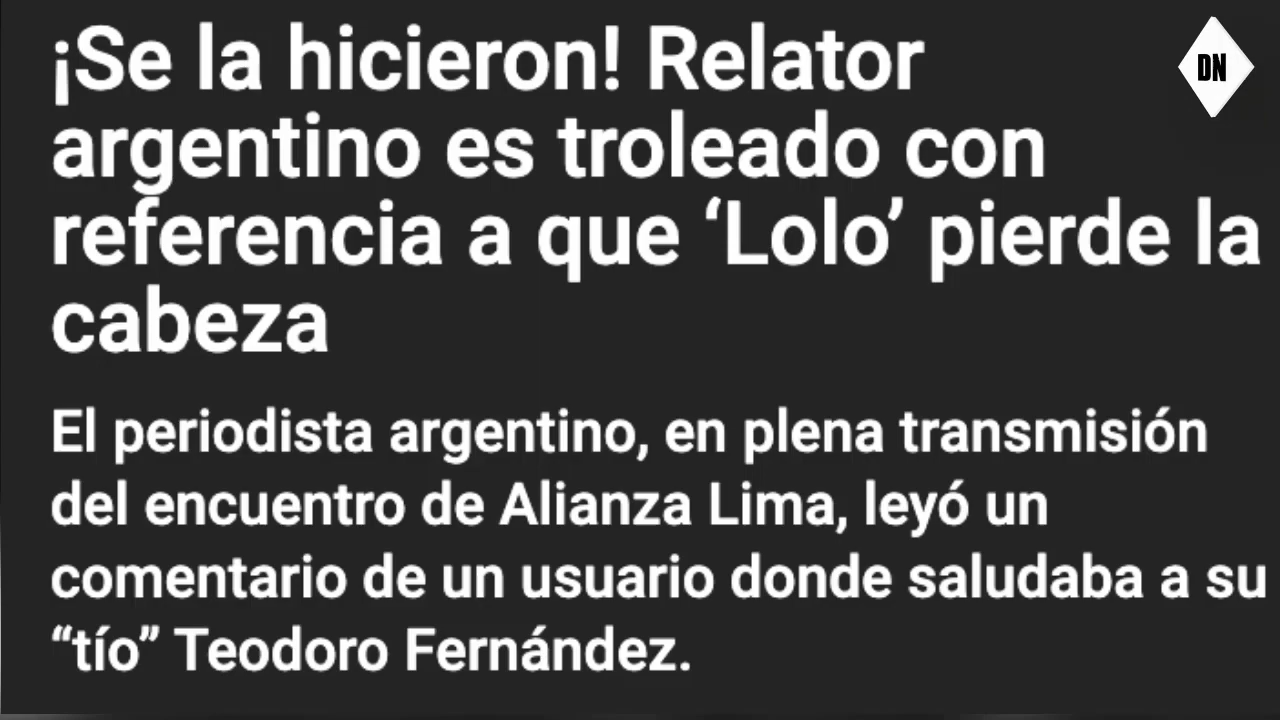 ¡Se la hicieron! Relator
DN
argentino es troleado con
referencia a que ‘Lolo’ pierde la
cabeza
El periodista argentino, en plena transmisión
del encuentro de Alianza Lima, leyó un
comentario de un usuario donde saludaba a su
“tío” Teodoro Fernández.